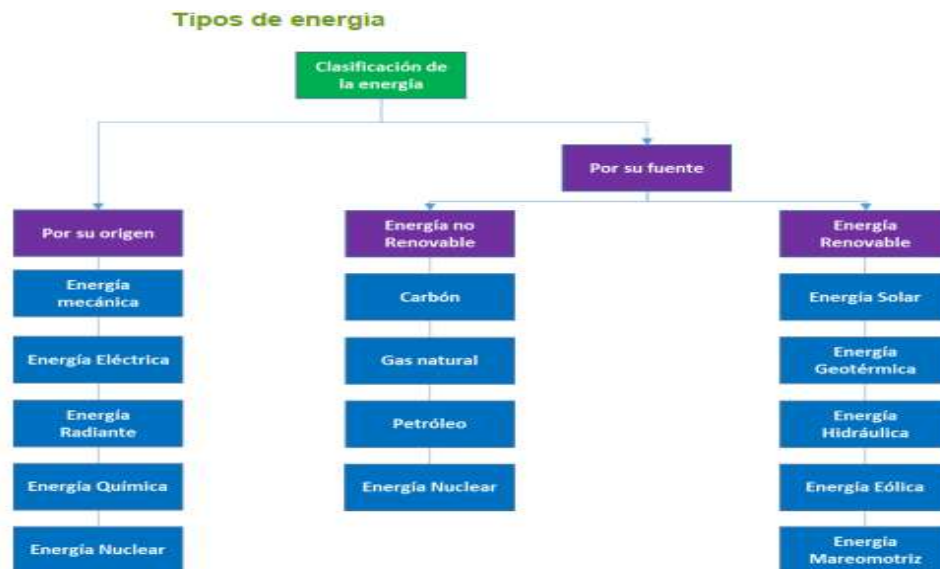 Tipos de energía
Clasificación de
la energía
Por su fuente
Por su origen
Energía
mecánica
Energía Eléctrica
Energía
Radiante
Energía Química
Energía Nuclear
Energía no
Renovable
Carbón
Gas natural
Petróleo
Energía Nuclear
Energía
Renovable
Energía Solar
Energía
Geotérmica
Energía
Hidráulica
Energía Eólica
Energía
Mareomotriz